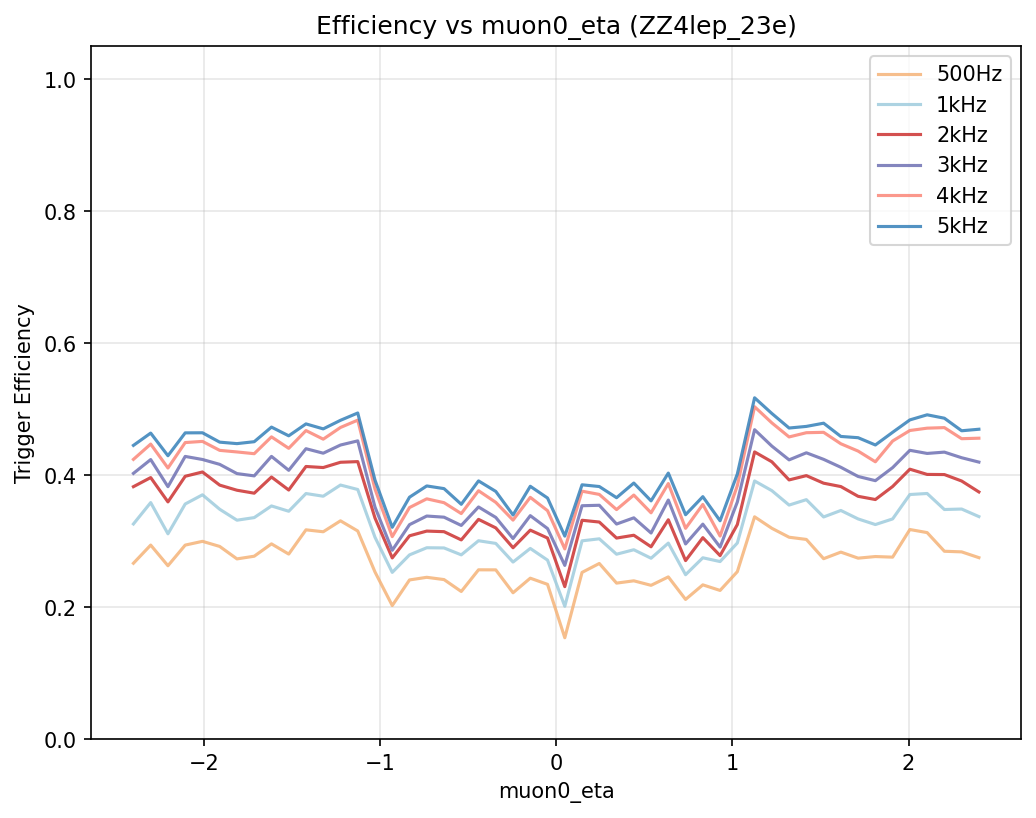 Efficiency vs muon0_eta (ZZ4lep_23e)
500Hz
1kHz
2kHz
3kHz
4kHz
5kHz
1.0
0.8
0.6
0.4
0.2
0.0
Trigger Efficiency
−2
−1
0
1
2
muon0_eta